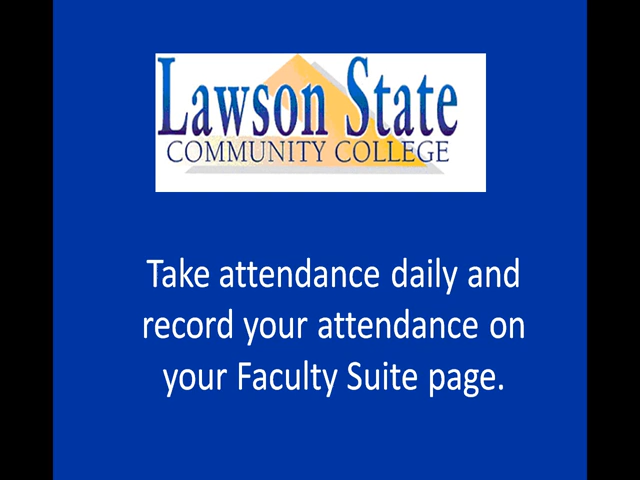 Lawson State
COMMUNITY COLLEGE
Take attendance daily and
record your attendance on
your Faculty Suite page.